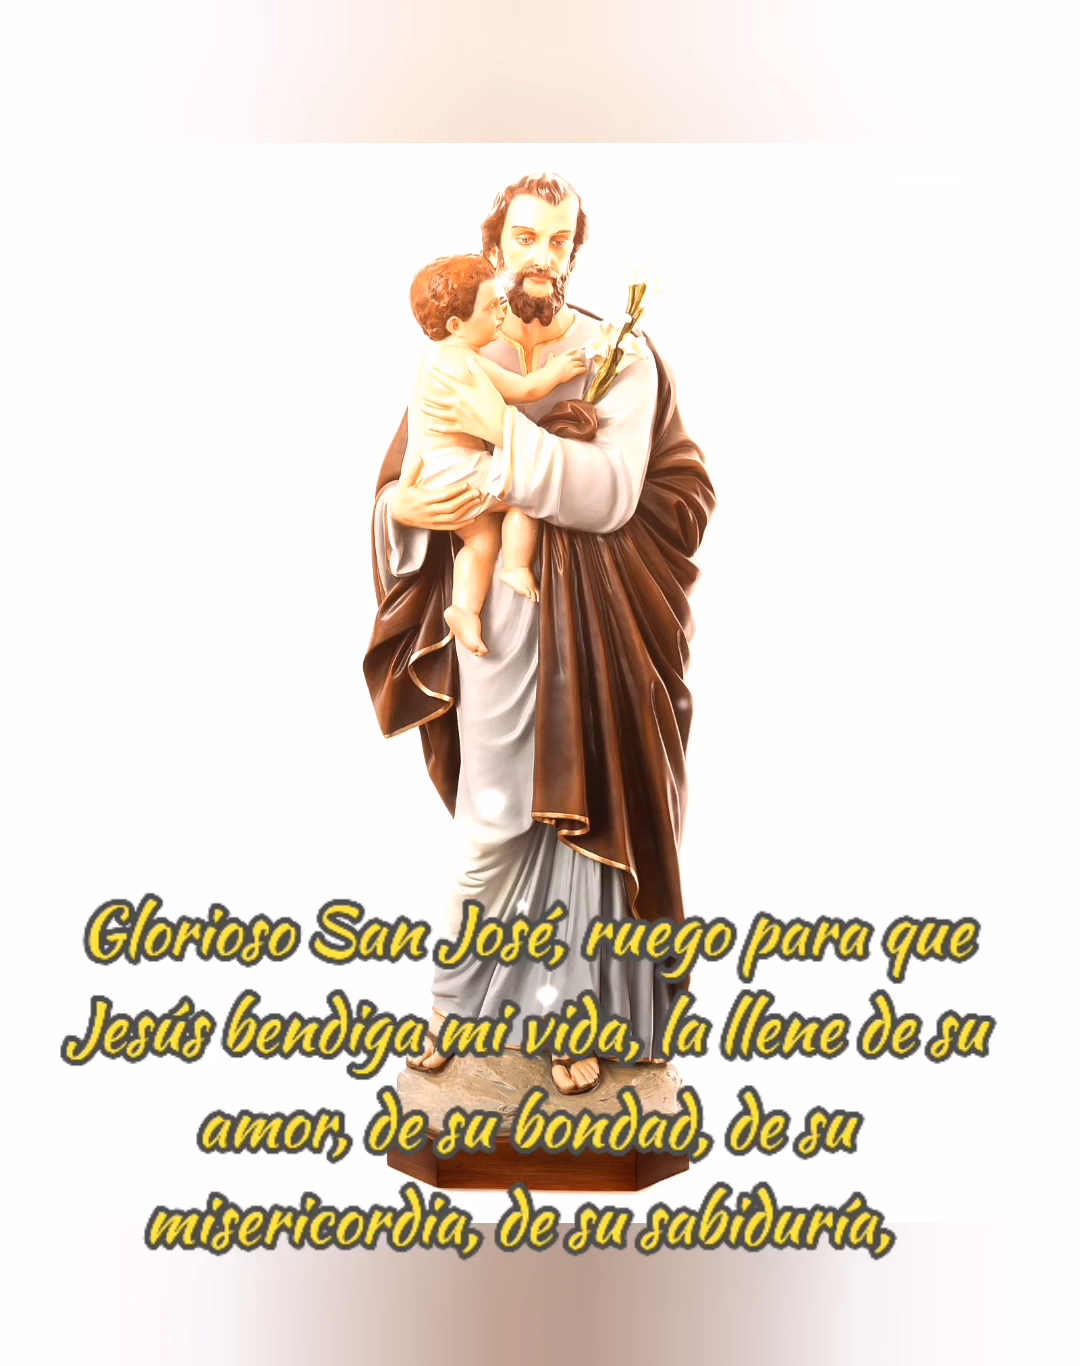 Glorioso San José, ruego para que
Jesús bendiga mi vida, la llene de su
amor, de su bondad, de su
misericordia, de su sabiduría,